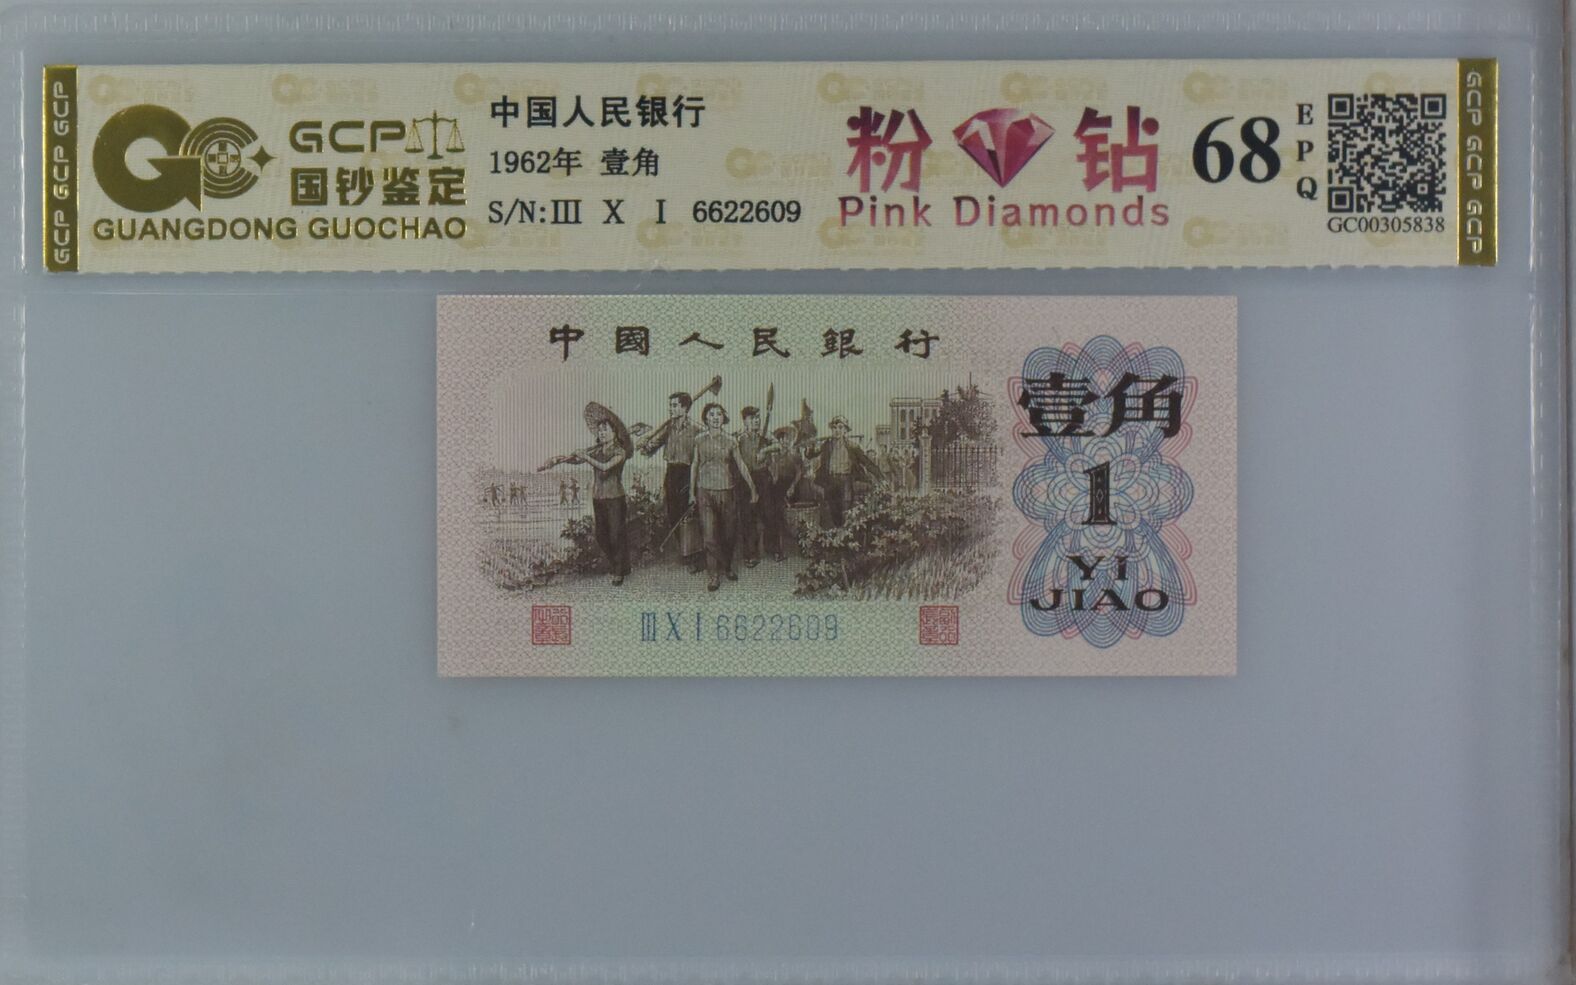 GCP GCP GCP
GCP
国钞鉴定
GUANGDONG GUOCHAO
中国人民银行
1962年 壹角
S/N:Ⅲ X I 6622609
粉钻
Pink Diamonds
68
EPQ
GC00305838
GCP GCP GCP
中國人民銀行
壹角
1
YI
JIAO
Ⅲ X I 6622609